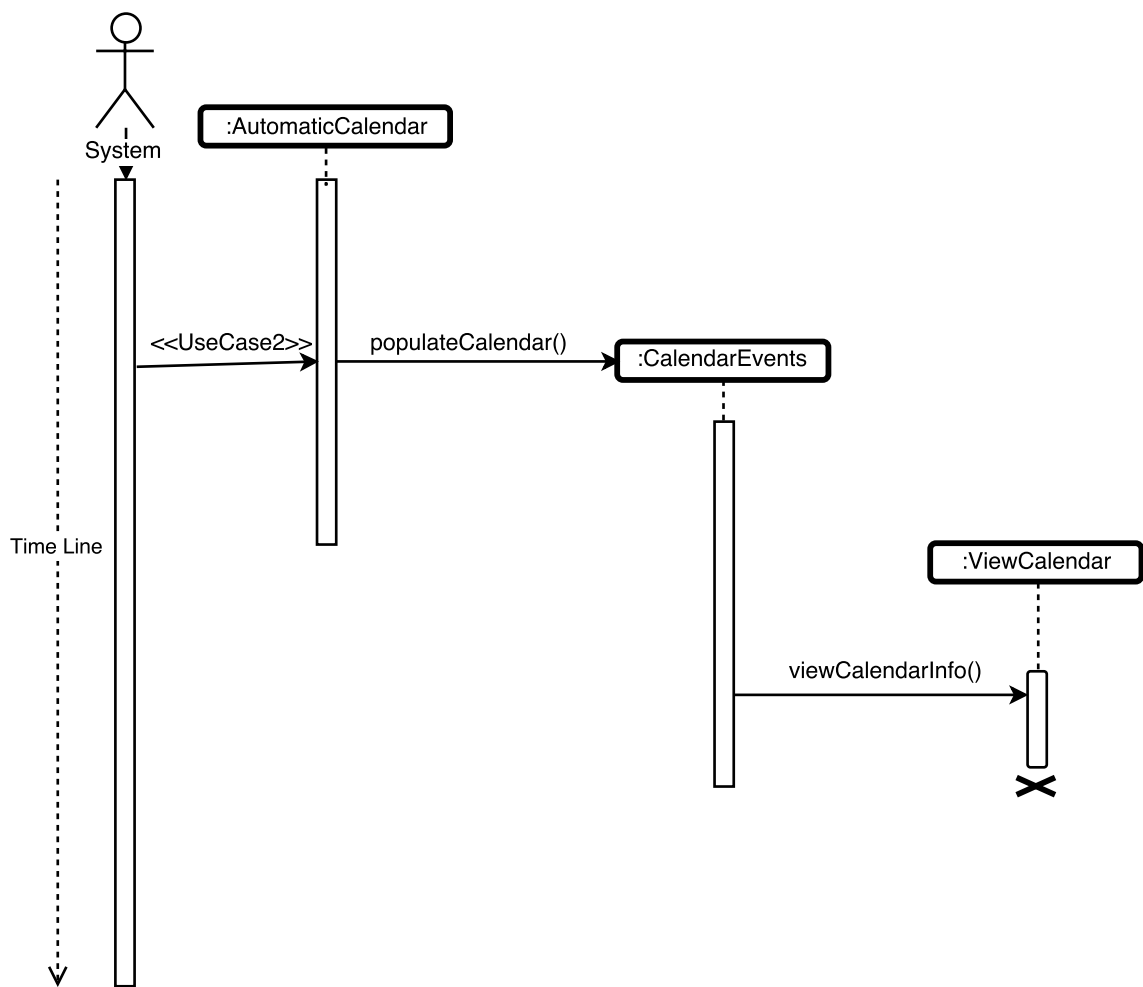 :AutomaticCalendar
System
<<UseCase2>>
populateCalendar()
:CalendarEvents
Time Line
:ViewCalendar
viewCalendarInfo()